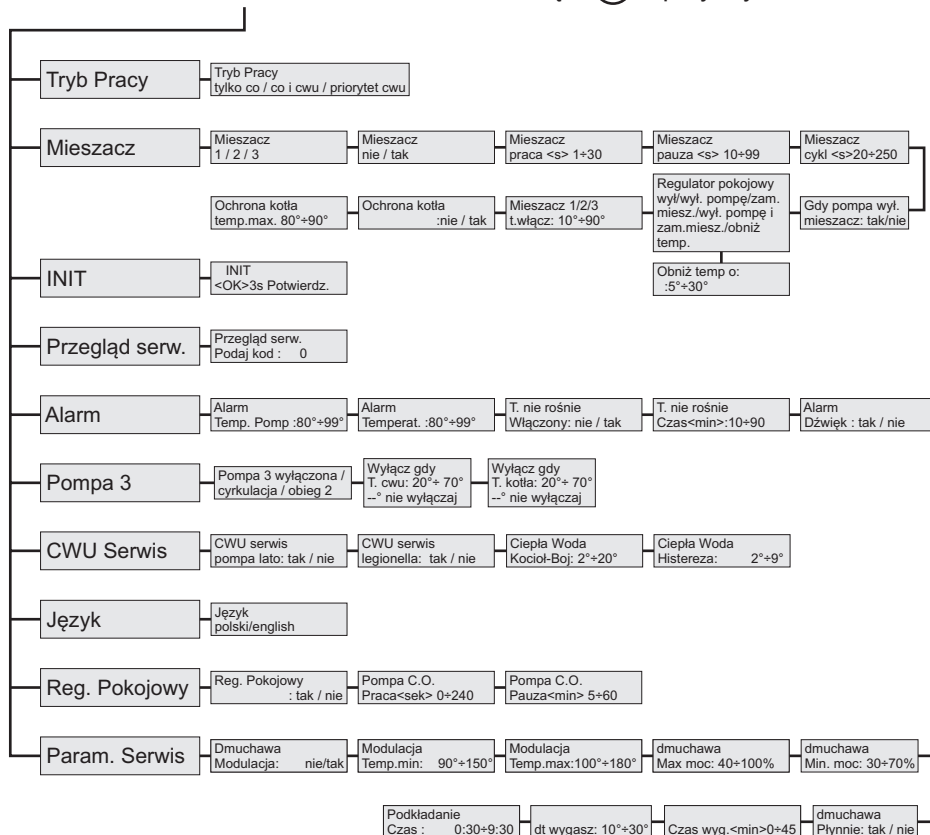 Tryb Pracy
Tryb Pracy
tylko co / co i cwu / priorytet cwu
Mieszacz
Mieszacz
1 / 2 / 3
Mieszacz
nie / tak
Mieszacz
praca <s> 1÷30
Mieszacz
pauza <s> 10÷99
Mieszacz
cykl <s>20÷250
Ochrona kotła
temp.max. 80°÷90°
Ochrona kotła
:nie / tak
Mieszacz 1/2/3
t.włącz: 10°÷90°
Regulator pokojowy
wył/wył. pompę/zam.
miesz./wył. pompę i
zam.miesz./obniż
temp.
Gdy pompa wył.
mieszacz: tak/nie
Obniż temp o:
:5°÷30°
INIT
INIT
<OK>3s Potwierdz.
Przegląd serw.
Przegląd serw.
Podaj kod : 0
Alarm
Alarm
Temp. Pomp :80°÷99°
Alarm
Temperat. :80°÷99°
T. nie rośnie
Włączony: nie / tak
T. nie rośnie
Czas<min>:10÷90
Alarm
Dźwięk : tak / nie
Pompa 3
Pompa 3 wyłączona /
cyrkulacja / obieg 2
Wyłącz gdy
T. cwu: 20°÷ 70°
--° nie wyłączaj
Wyłącz gdy
T. kotła: 20°÷ 70°
--° nie wyłączaj
CWU Serwis
CWU serwis
pompa lato: tak / nie
CWU serwis
legionella: tak / nie
Ciepła Woda
Kocioł-Boj: 2°÷20°
Ciepła Woda
Histereza: 2°÷9°
Język
Język
polski/english
Reg. Pokojowy
Reg. Pokojowy
: tak / nie
Pompa C.O.
Praca<sek> 0÷240
Pompa C.O.
Pauza<min> 5÷60
Param. Serwis
Dmuchawa
Modulacja: nie/tak
Modulacja
Temp.min: 90°÷150°
Modulacja
Temp.max:100°÷180°
dmuchawa
Max moc: 40÷100%
dmuchawa
Min. moc: 30÷70%
Podkładanie
Czas : 0:30÷9:30
dt wygasz: 10°÷30°
Czas wyg.<min>0÷45
dmuchawa
Płynnie: tak / nie